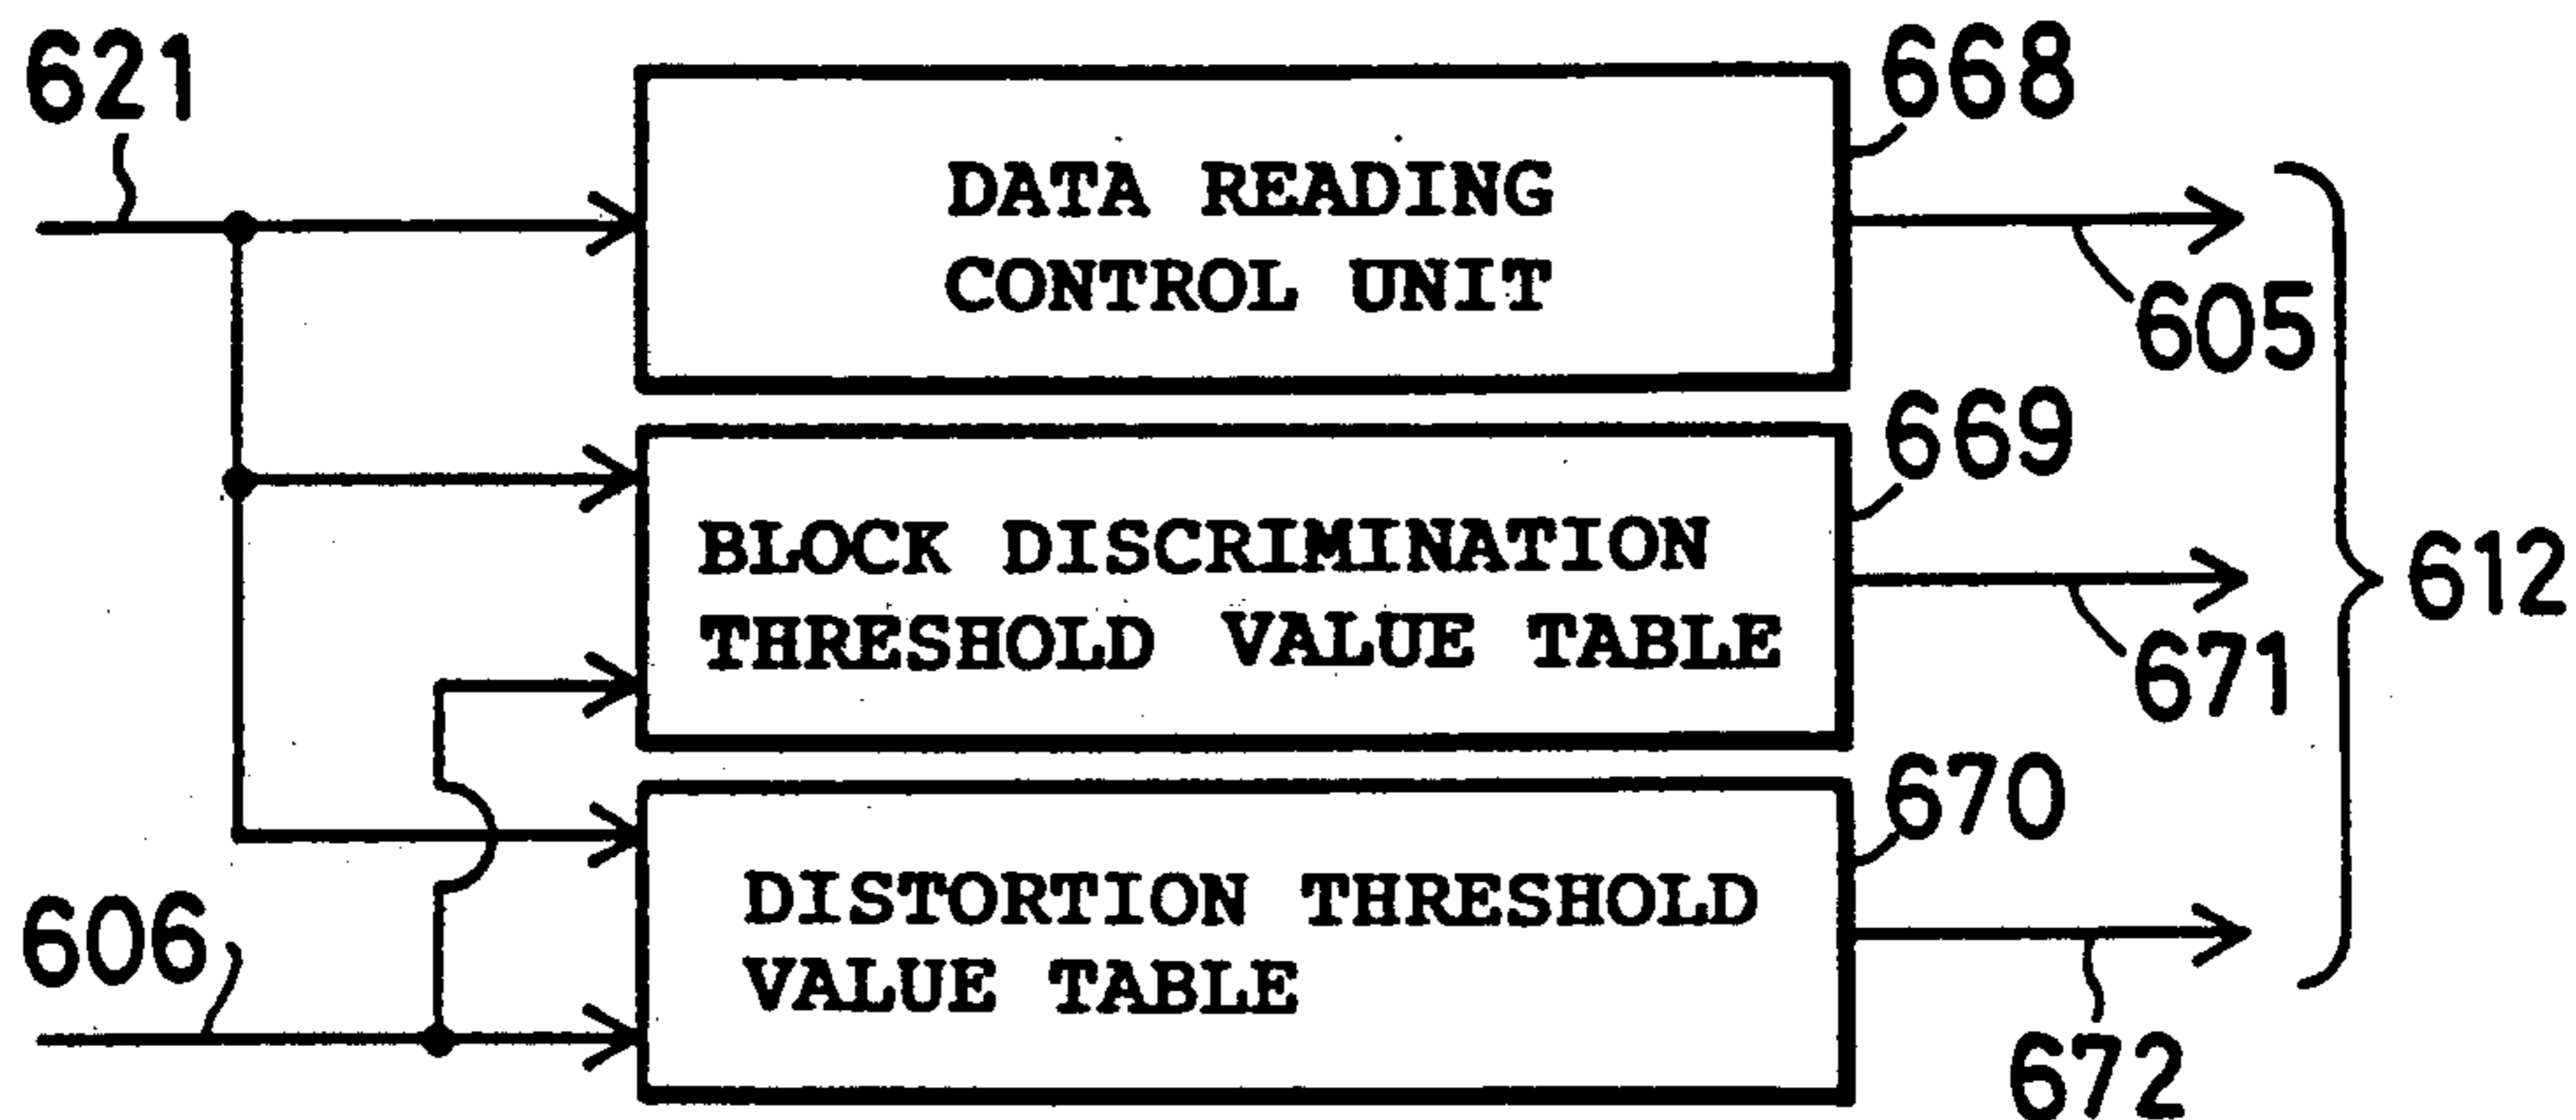 621
668
DATA READING
CONTROL UNIT
605
669
BLOCK DISCRIMINATION
THRESHOLD VALUE TABLE
671
612
670
DISTORTION THRESHOLD
VALUE TABLE
606
672